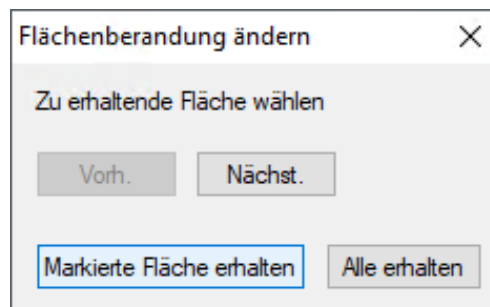 Flächenberandung ändern
Zu erhaltende Fläche wählen
Vorh. Nächst.
Markierte Fläche erhalten Alle erhalten